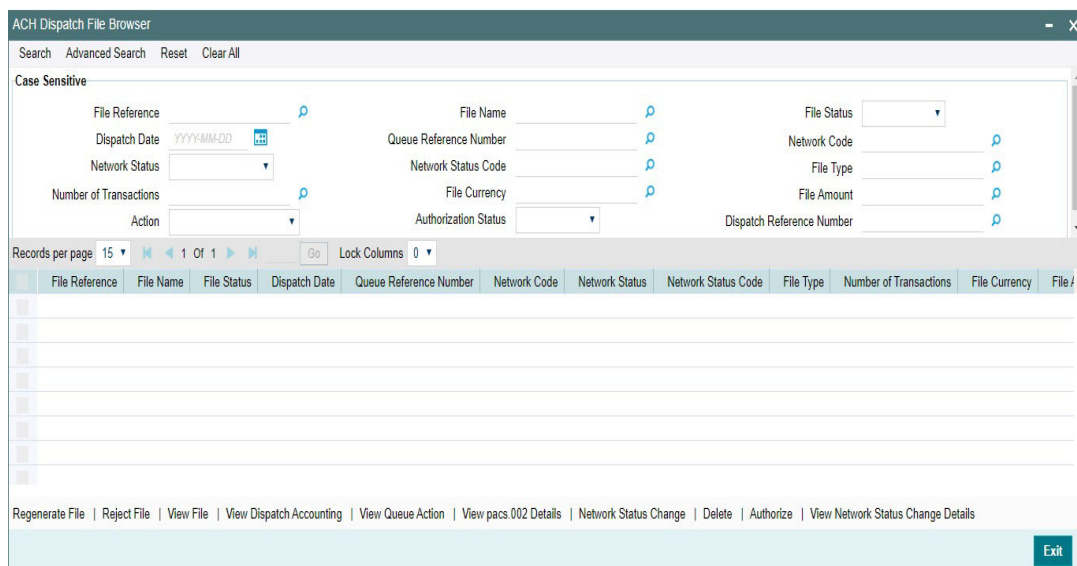 ACH Dispatch File Browser
Search Advanced Search Reset Clear All
Case Sensitive
File Reference File Name File Status
Dispatch Date YYYY-MM-DD Queue Reference Number Network Code
Network Status Network Status Code File Type
Number of Transactions File Currency File Amount
Action Authorization Status Dispatch Reference Number
Records per page 15 1 Of 1 Go Lock Columns 0
File Reference File Name File Status Dispatch Date Queue Reference Number Network Code Network Status Network Status Code File Type Number of Transactions File Currency File
Regenerate File | Reject File | View File | View Dispatch Accounting | View Queue Action | View pacs.002 Details | Network Status Change | Delete | Authorize | View Network Status Change Details
Exit